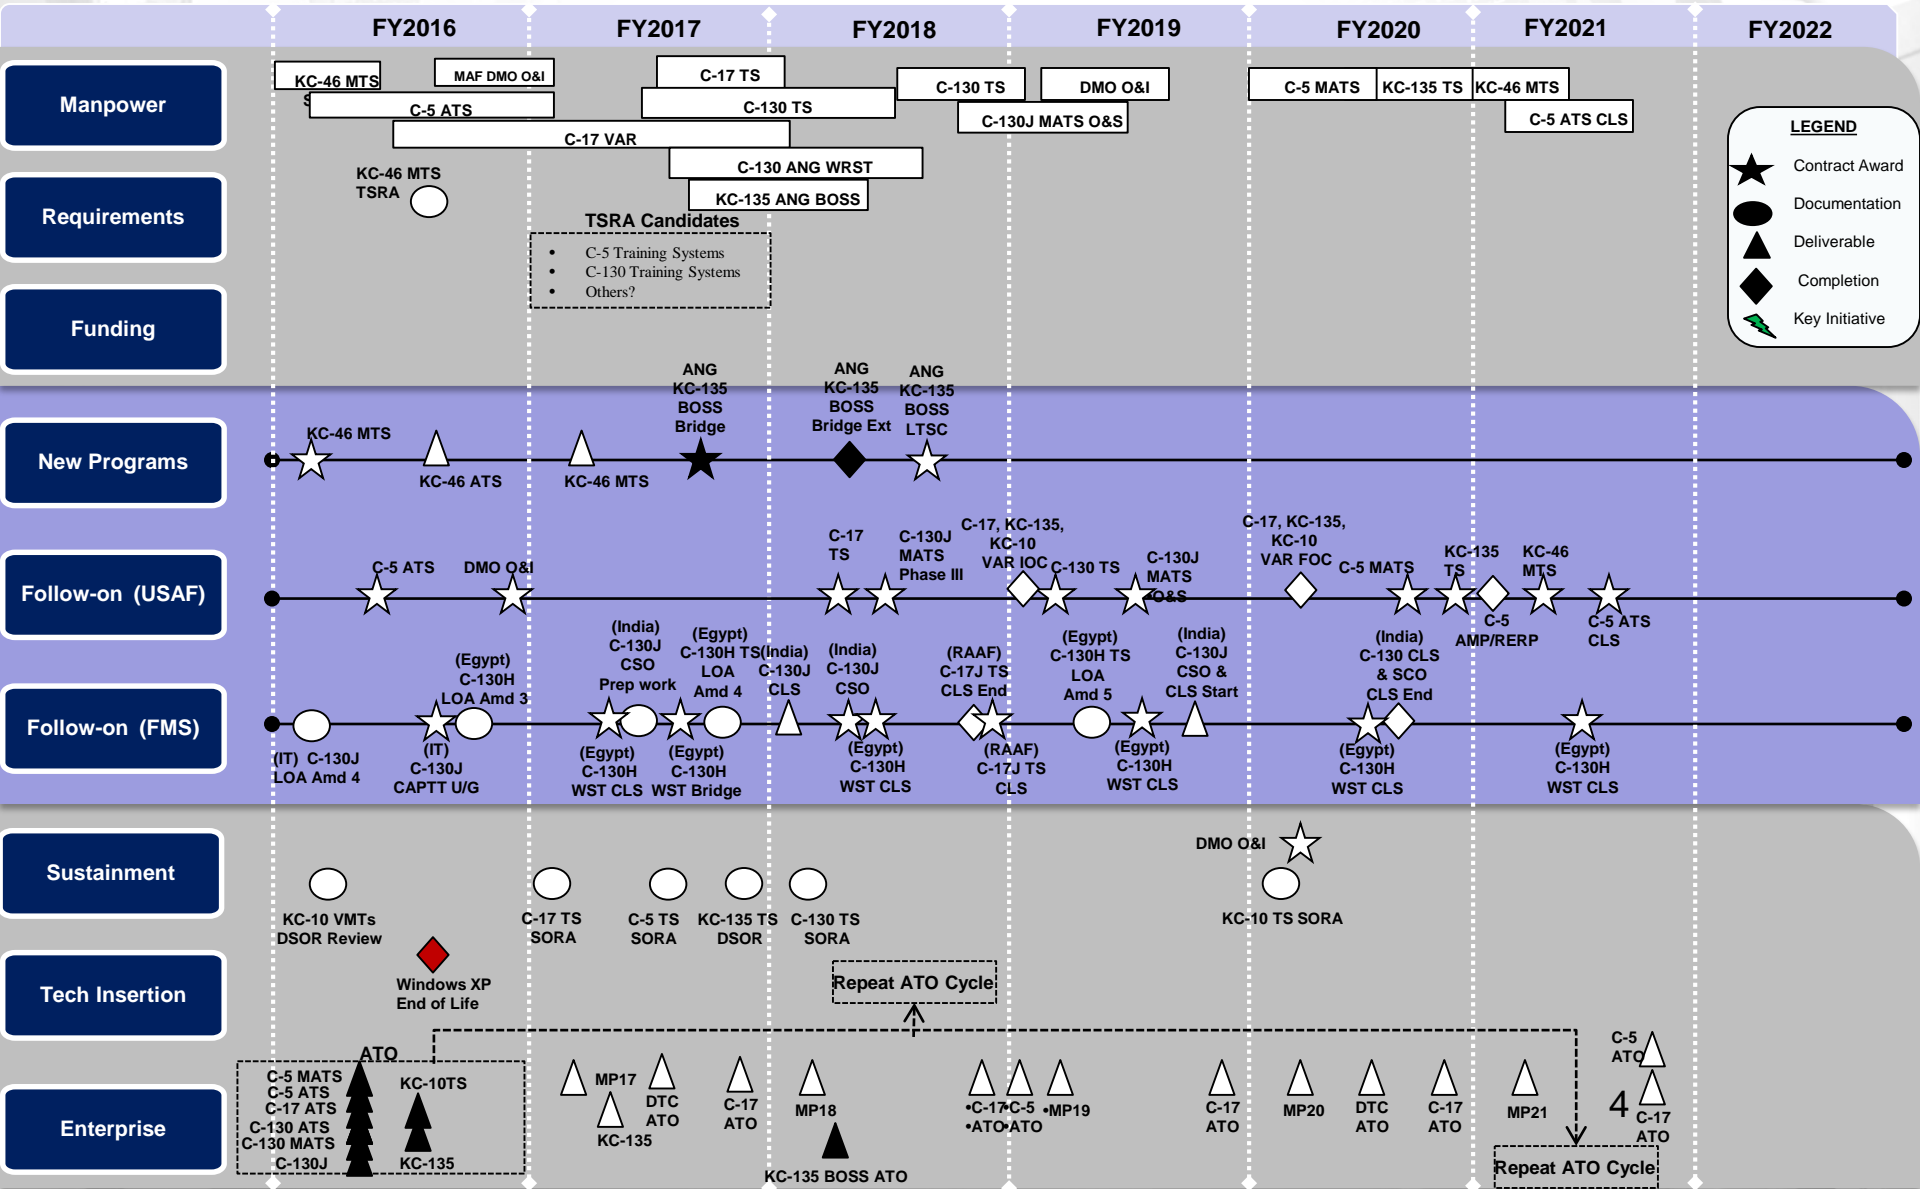 FY2016 FY2017 FY2018 FY2019 FY2020 FY2021 FY2022
Manpower
KC-46 MTS
S
MAF DMO O&I
C-5 ATS
C-17 VAR
C-17 TS
C-130 TS
C-130 ANG WRST
KC-135 ANG BOSS
C-130 TS
C-130J MATS O&S
DMO O&I
C-5 MATS
KC-135 TS
KC-46 MTS
C-5 ATS CLS
LEGEND
Contract Award
Documentation
Deliverable
Completion
Key Initiative
Requirements
KC-46 MTS
TSRA
TSRA Candidates
• C-5 Training Systems
• C-130 Training Systems
• Others?
Funding
New Programs
KC-46 MTS
KC-46 ATS
KC-46 MTS
ANG
KC-135
BOSS
Bridge
ANG
KC-135
BOSS
Bridge Ext
ANG
KC-135
BOSS
LTSC
Follow-on (USAF)
C-5 ATS
DMO O&I
C-17
TS
C-130J
MATS
Phase III
C-17, KC-135,
KC-10
VAR IOC
C-130 TS
C-130J
MATS
O&S
C-17, KC-135,
KC-10
VAR FOC
C-5 MATS
KC-135
TS
C-5
AMP/RERP
KC-46
MTS
C-5 ATS
CLS
Follow-on (FMS)
(IT) C-130J
LOA Amd 4
(IT)
C-130J
CAPTT U/G
(Egypt)
C-130H
LOA Amd 3
(Egypt)
C-130H
WST CLS
(India)
C-130J
CSO
Prep work
(Egypt)
C-130H
WST Bridge
(Egypt)
C-130H TS
LOA
Amd 4
(India)
C-130J
CLS
(India)
C-130J
CSO
(Egypt)
C-130H
WST CLS
(RAAF)
C-17J TS
CLS End
(RAAF)
C-17J TS
CLS
(Egypt)
C-130H TS
LOA
Amd 5
(Egypt)
C-130H
WST CLS
(India)
C-130J
CSO &
CLS Start
(Egypt)
C-130H
WST CLS
(India)
C-130 CLS
& SCO
CLS End
(Egypt)
C-130H
WST CLS
Sustainment
KC-10 VMTs
DSOR Review
C-17 TS
SORA
C-5 TS
SORA
KC-135 TS
DSOR
C-130 TS
SORA
DMO O&I
KC-10 TS SORA
Tech Insertion
Windows XP
End of Life
Repeat ATO Cycle
Enterprise
ATO
C-5 MATS
C-5 ATS
C-17 ATS
C-130 ATS
C-130 MATS
C-130J
KC-10TS
KC-135
MP17
KC-135
DTC
ATO
C-17
ATO
MP18
KC-135 BOSS ATO
•C-17
•ATO
•C-5
•ATO
•MP19
C-17
ATO
MP20
DTC
ATO
C-17
ATO
MP21
C-5
ATO
4
C-17
ATO
Repeat ATO Cycle